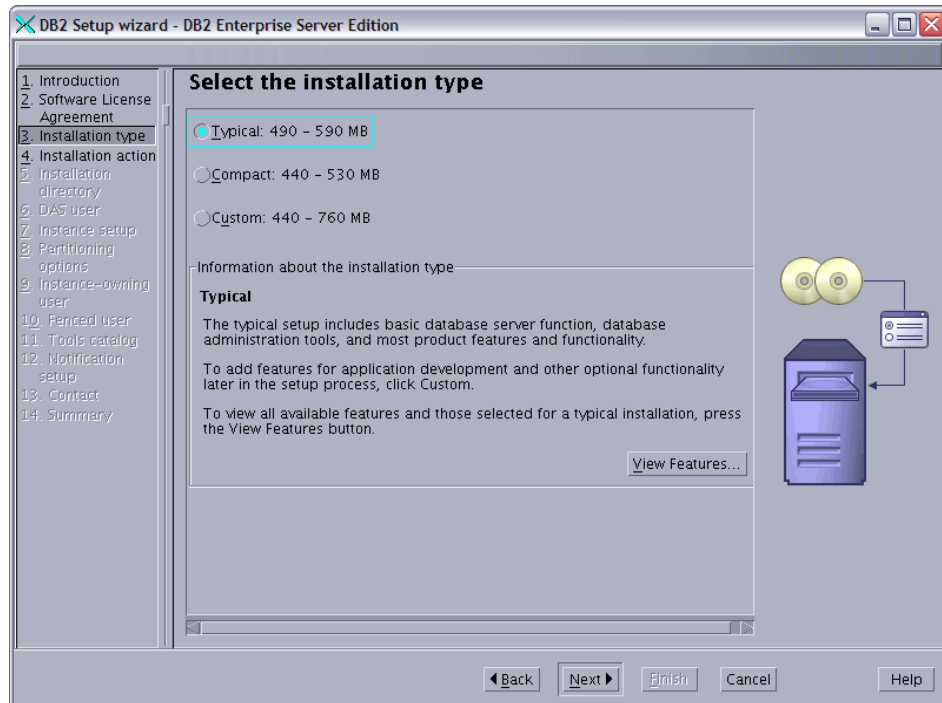 DB2 Setup wizard - DB2 Enterprise Server Edition
1. Introduction
2. Software License
Agreement
3. Installation type
4. Installation action
5. Installation
directory
6. DAS user
7. Instance setup
8. Partitioning
options
9. Instance-owning
user
10. Fenced user
11. Tools catalog
12. Notification
setup
13. Contact
14. Summary
Select the installation type
Typical: 490 - 590 MB
Compact: 440 - 530 MB
Custom: 440 - 760 MB
Information about the installation type
Typical
The typical setup includes basic database server function, database
administration tools, and most product features and functionality.
To add features for application development and other optional functionality
later in the setup process, click Custom.
To view all available features and those selected for a typical installation, press
the View Features button.
View Features...
Back
Next
Finish
Cancel
Help